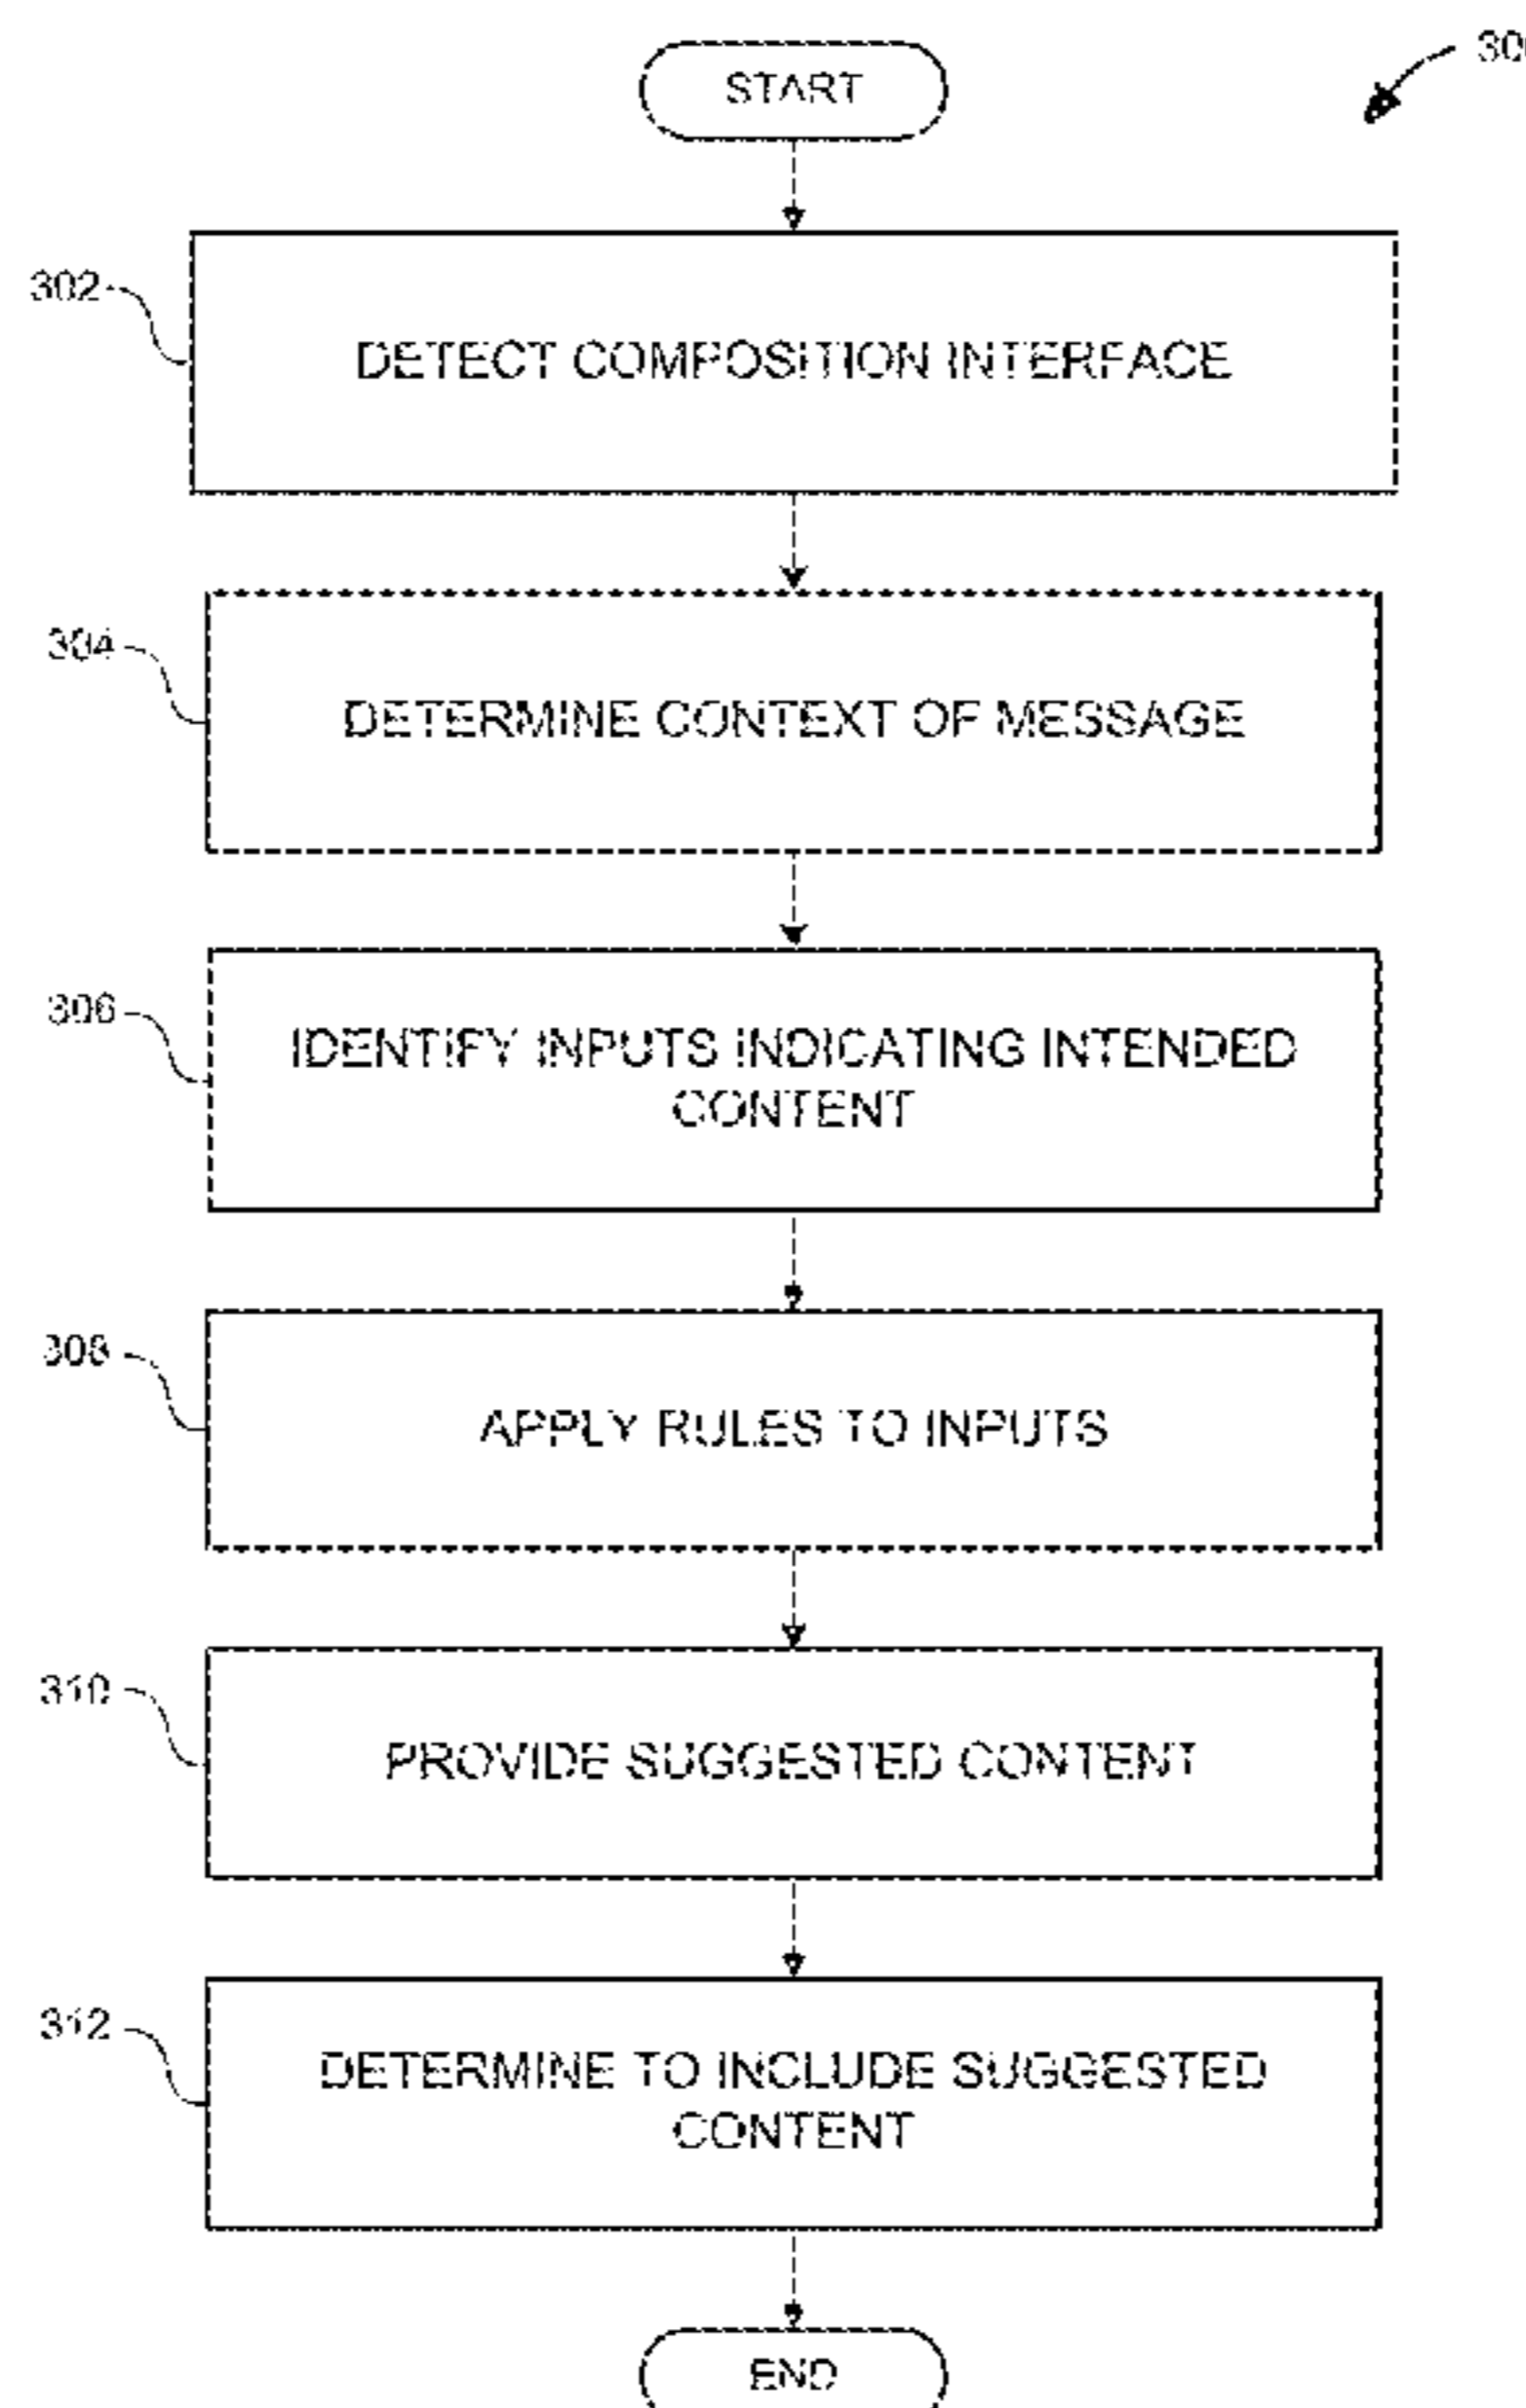 START
300
302
DETECT COMPOSITION INTERFACE
304
DETERMINE CONTEXT OF MESSAGE
306
IDENTIFY INPUTS INDICATING INTENDED
CONTENT
308
APPLY RULES TO INPUTS
310
PROVIDE SUGGESTED CONTENT
312
DETERMINE TO INCLUDE SUGGESTED
CONTENT
END